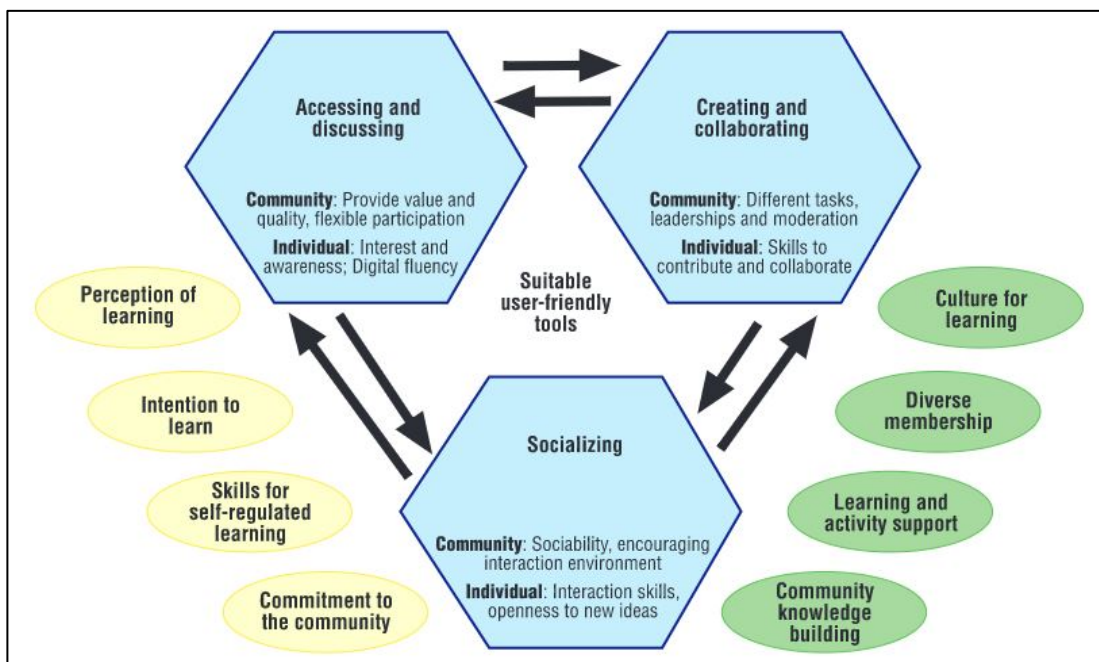 Accessing and
discussing
Community: Provide value and
quality, flexible participation
Individual: Interest and
awareness; Digital fluency
Creating and
collaborating
Community: Different tasks,
leaderships and moderation
Individual: Skills to
contribute and collaborate
Suitable
user-friendly
tools
Perception of
learning
Intention to
learn
Skills for
self-regulated
learning
Commitment to
the community
Socializing
Community: Sociability, encouraging
interaction environment
Individual: Interaction skills,
openness to new ideas
Culture for
learning
Diverse
membership
Learning and
activity support
Community
knowledge
building